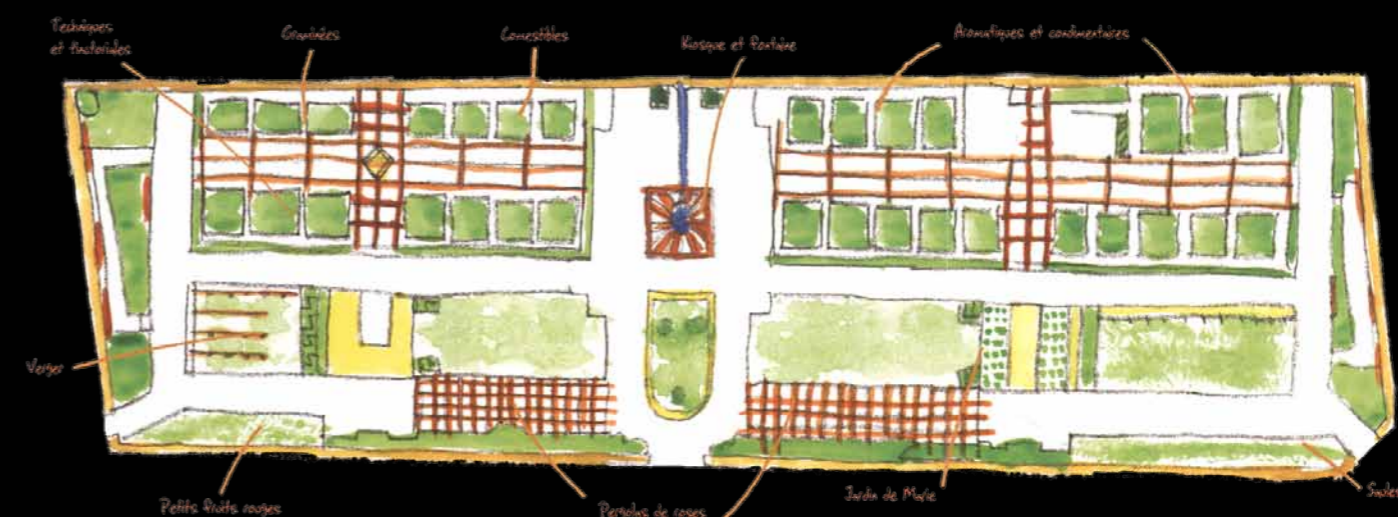 Techniques
et tinctoriales
Graminées
Comestibles
Kiosque et fontaine
Aromatiques et condimentaires
Verger
Petits fruits rouges
Pergolas de roses
Jardin de Marie
Saules